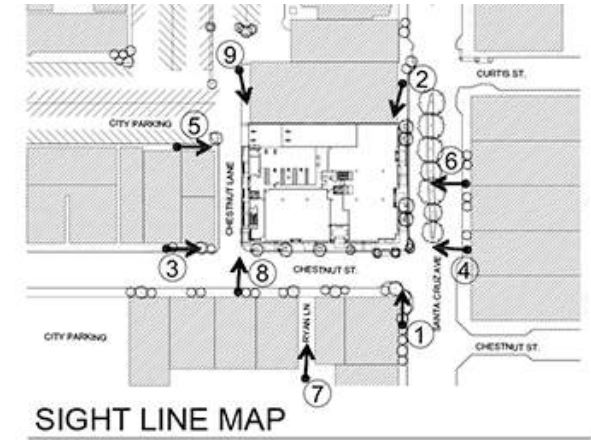 9
2
CURTIS ST.
CITY PARKING
5
6
CHESTNUT LANE
3
8
CHESTNUT ST.
4
SANTA CRUZ AVE
CITY PARKING
RYAN LN.
1
CHESTNUT ST.
7
SIGHT LINE MAP